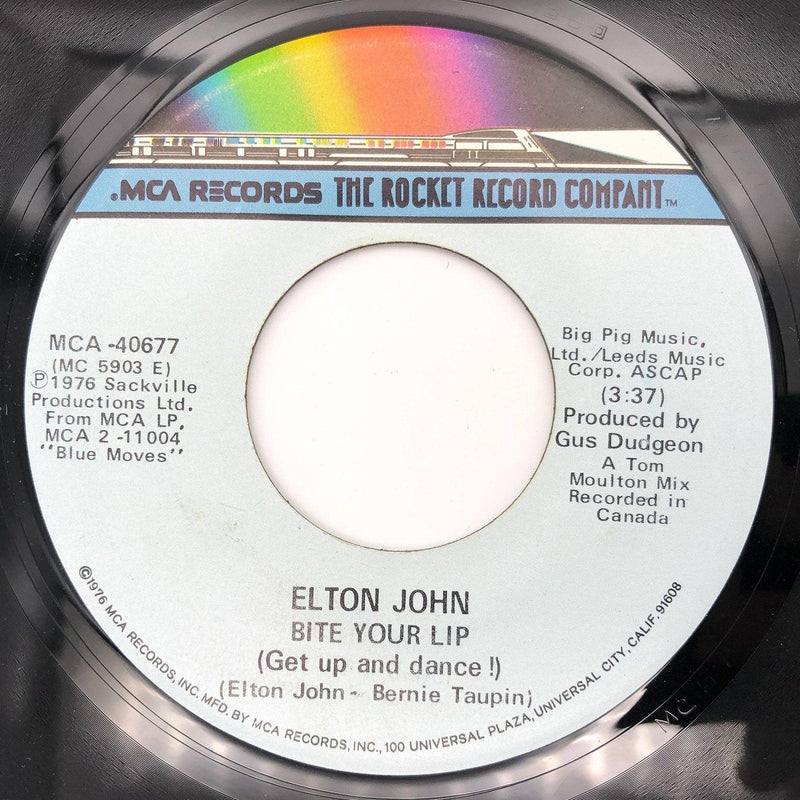 MCA RECORDS THE ROCKET RECORD COMPANY™
MCA -40677
(MC 5903 E)
Ⓟ1976 Sackville
Productions Ltd.
From MCA LP,
MCA 2 -11004
"Blue Moves"
Big Pig Music,
Ltd./Leeds Music
Corp. ASCAP
(3:37)
Produced by
Gus Dudgeon
A Tom
Moulton Mix
Recorded in
Canada
ELTON JOHN
BITE YOUR LIP
(Get up and dance!)
(Elton John - Bernie Taupin)
©1976 MCA RECORDS, INC. MFD. BY MCA RECORDS, INC., 100 UNIVERSAL PLAZA, UNIVERSAL CITY, CALIF. 91608